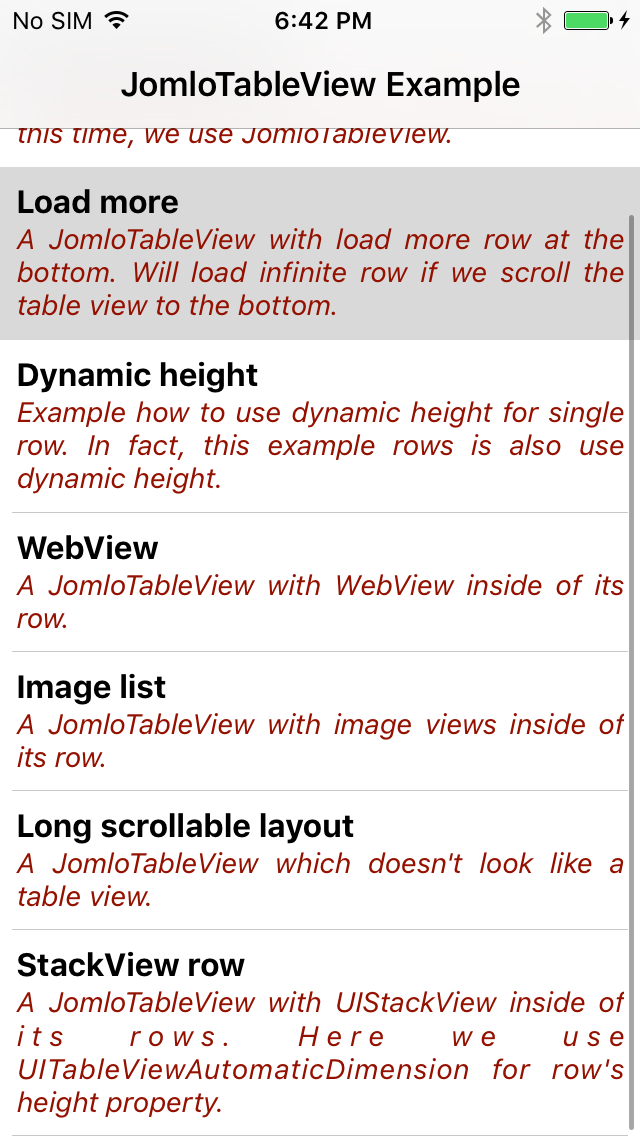 No SIM 6:42 PM
JomloTableView Example
this time, we use JomloTableView.
Load more
A JomloTableView with load more row at the
bottom. Will load infinite row if we scroll the
table view to the bottom.
Dynamic height
Example how to use dynamic height for single
row. In fact, this example rows is also use
dynamic height.
WebView
A JomloTableView with WebView inside of its
row.
Image list
A JomloTableView with image views inside of
its row.
Long scrollable layout
A JomloTableView which doesn't look like a
table view.
StackView row
A JomloTableView with UIStackView inside of
its rows. Here we use
UITableViewAutomaticDimension for row's
height property.